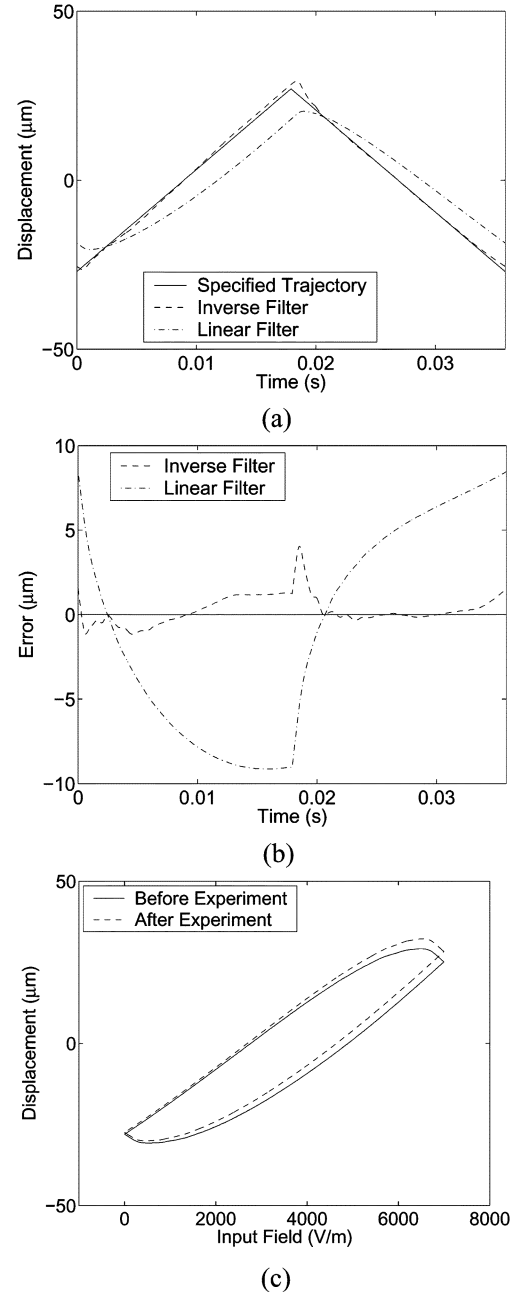 50
0
−50
Displacement (μm)
Specified Trajectory
Inverse Filter
Linear Filter
0 0.01 0.02 0.03
Time (s)
(a)
10
5
0
−5
−10
Error (μm)
Inverse Filter
Linear Filter
0 0.01 0.02 0.03
Time (s)
(b)
50
0
−50
Displacement (μm)
Before Experiment
After Experiment
0 2000 4000 6000 8000
Input Field (V/m)
(c)